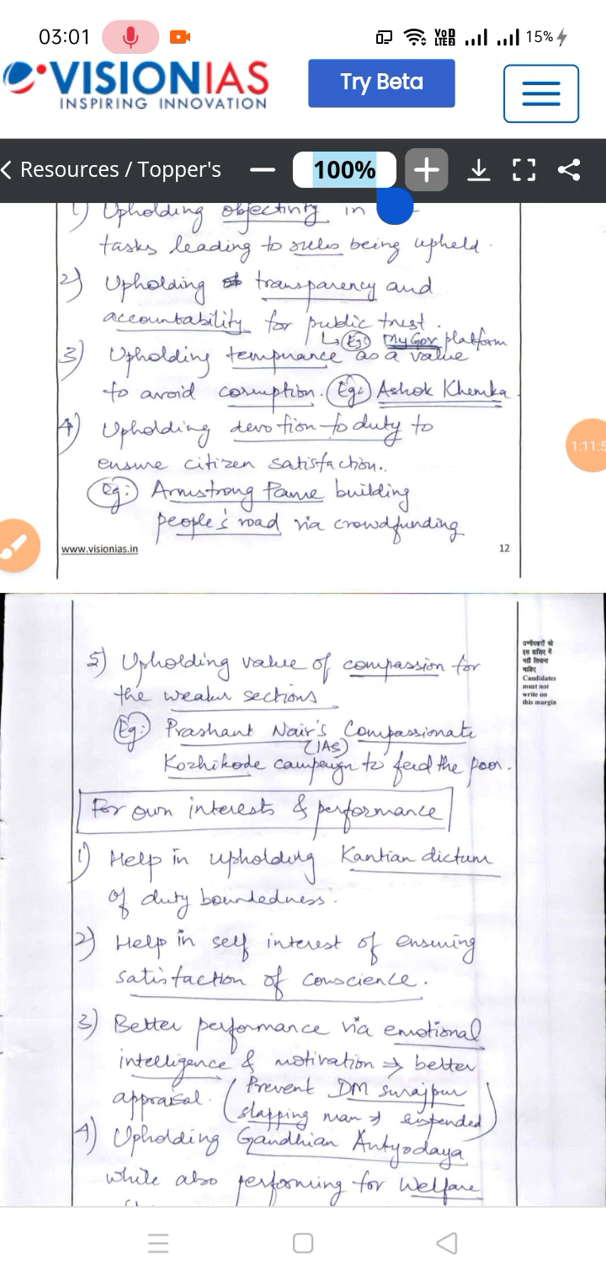 03:01
VoD LTE2
15%
VISIONIAS
INSPIRING INNOVATION
Try Beta
Resources / Topper's
100%
1) Upholding objectivity in
tasks leading to rules being upheld.
2) Upholding transparency and
accountability for public trust.
↳ Eg: MyGov platform
3) Upholding temperance as a value
to avoid corruption. Eg: Ashok Khemka
4) Upholding devotion to duty to
ensure citizen satisfaction.
Eg: Armstrong Pame building
people's road via crowdfunding
1:11:5
www.visionias.in
12
उम्मीदवारों को
इस हाशिए में
नहीं लिखना
चाहिए
Candidates
must not
write on
this margin
5) Upholding value of compassion for
the weaker sections
Eg: Prashant Nair's Compassionate
(IAS)
Kozhikode campaign to feed the poor.
For own interests & performance
1) Help in upholding Kantian dictum
of duty boundedness.
2) Help in self interest of ensuring
satisfaction of conscience.
3) Better performance via emotional
intelligence & motivation ⇒ better
appraisal. (Prevent DM Surajpur
slapping man ⇒ suspended)
4) Upholding Gandhian Antyodaya
while also performing for Welfare